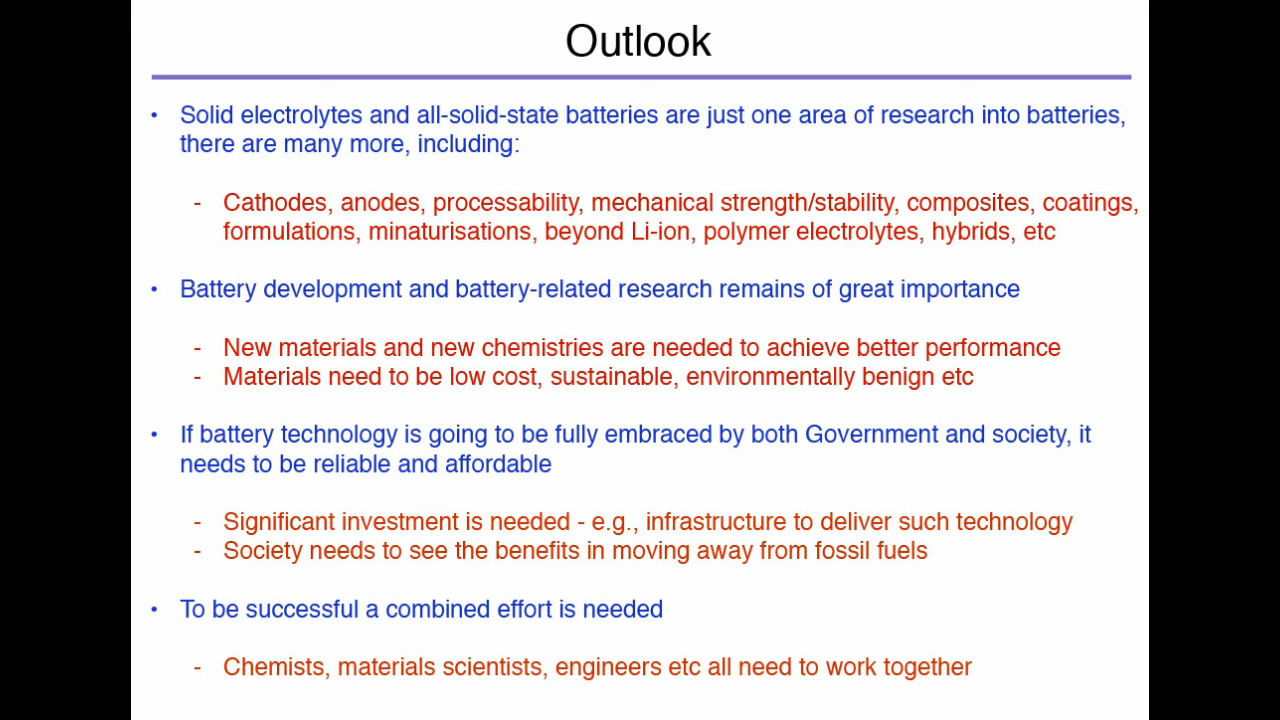 Outlook
• Solid electrolytes and all-solid-state batteries are just one area of research into batteries,
there are many more, including:
- Cathodes, anodes, processability, mechanical strength/stability, composites, coatings,
formulations, minaturisations, beyond Li-ion, polymer electrolytes, hybrids, etc
• Battery development and battery-related research remains of great importance
- New materials and new chemistries are needed to achieve better performance
- Materials need to be low cost, sustainable, environmentally benign etc
• If battery technology is going to be fully embraced by both Government and society, it
needs to be reliable and affordable
- Significant investment is needed - e.g., infrastructure to deliver such technology
- Society needs to see the benefits in moving away from fossil fuels
• To be successful a combined effort is needed
- Chemists, materials scientists, engineers etc all need to work together